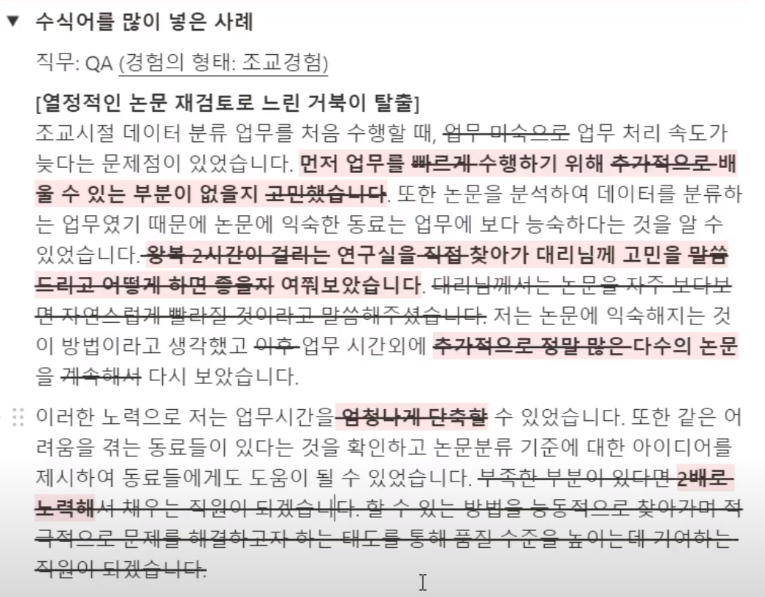 ▼ 수식어를 많이 넣은 사례
직무: QA (경험의 형태: 조교경험)
[열정적인 논문 재검토로 느린 거북이 탈출]
조교시절 데이터 분류 업무를 처음 수행할 때, 업무 미숙으로 업무 처리 속도가
늦다는 문제점이 있었습니다. 먼저 업무를 빠르게 수행하기 위해 추가적으로 배
울 수 있는 부분이 없을지 고민했습니다. 또한 논문을 분석하여 데이터를 분류하
는 업무였기 때문에 논문에 익숙한 동료는 업무에 보다 능숙하다는 것을 알 수
있었습니다. 왕복 2시간이 걸리는 연구실을 직접 찾아가 대리님께 고민을 말씀
드리고 어떻게 하면 좋을지 여쭤보았습니다. 대리님께서는 논문을 자주 보다보
면 자연스럽게 빨라질 것이라고 말씀해주셨습니다. 저는 논문에 익숙해지는 것
이 방법이라고 생각했고 이후 업무 시간외에 추가적으로 정말 많은 다수의 논문
을 계속해서 다시 보았습니다.
이러한 노력으로 저는 업무시간을 엄청나게 단축할 수 있었습니다. 또한 같은 어
려움을 겪는 동료들이 있다는 것을 확인하고 논문분류 기준에 대한 아이디어를
제시하여 동료들에게도 도움이 될 수 있었습니다. 부족한 부분이 있다면 2배로
노력해서 채우는 직원이 되겠습니다. 할 수 있는 방법을 능동적으로 찾아가며 적
극적으로 문제를 해결하고자 하는 태도를 통해 품질 수준을 높이는데 기여하는
직원이 되겠습니다.